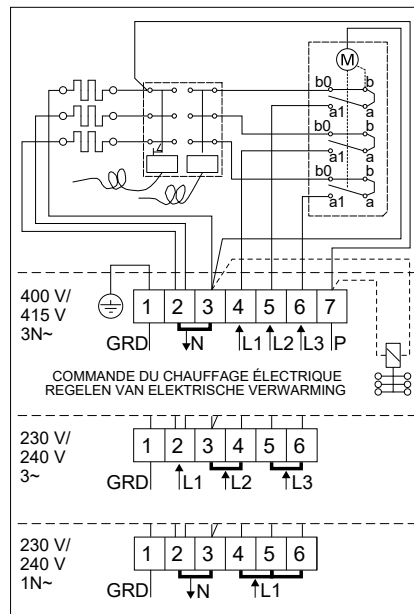 M
b0 b
a1 a
b0 b
a1 a
b0 b
a1 a
400 V/
415 V
3N~
1 2 3 4 5 6 7
GRD N L1 L2 L3 P
COMMANDE DU CHAUFFAGE ÉLECTRIQUE
REGELEN VAN ELEKTRISCHE VERWARMING
230 V/
240 V
3~
1 2 3 4 5 6
GRD L1 L2 L3
230 V/
240 V
1N~
1 2 3 4 5 6
GRD N L1